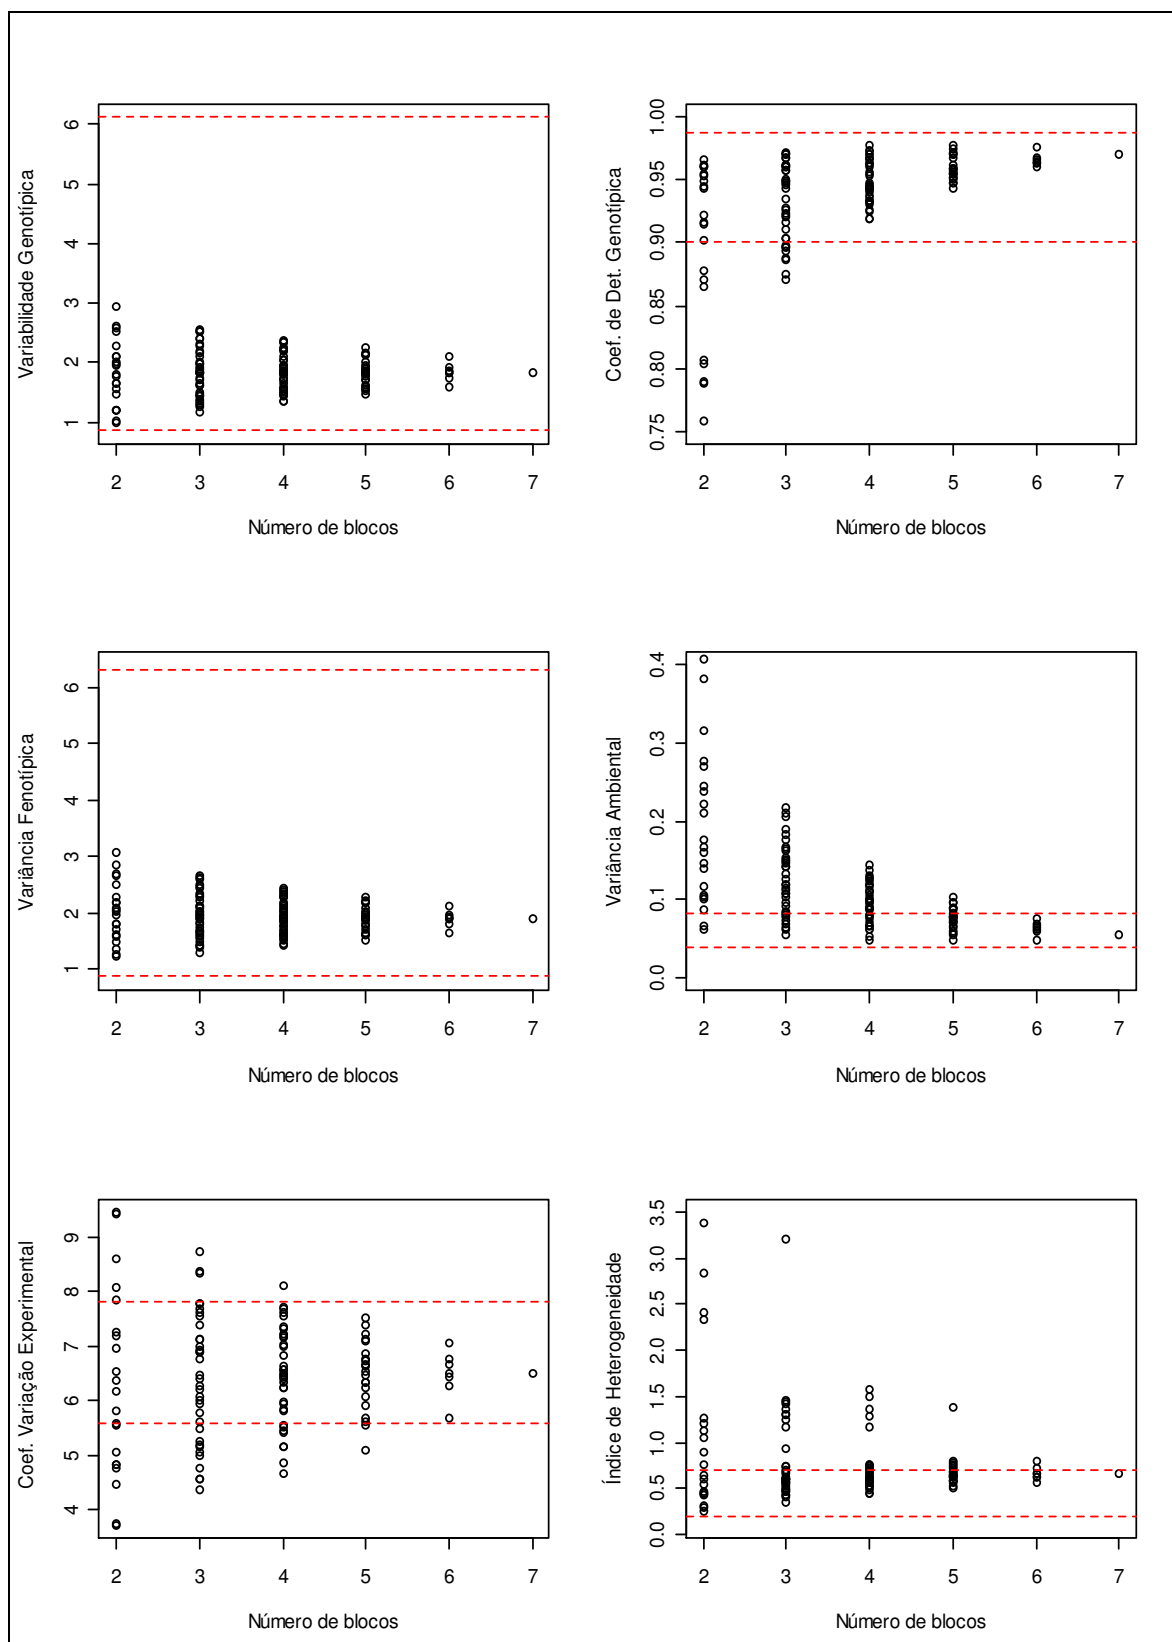 Variabilidade Genotípica
6
5
4
3
2
1
2 3 4 5 6 7
Número de blocos
Coef. de Det. Genotípica
1.00
0.95
0.90
0.85
0.80
0.75
2 3 4 5 6 7
Número de blocos
Variância Fenotípica
6
5
4
3
2
1
2 3 4 5 6 7
Número de blocos
Variância Ambiental
0.4
0.3
0.2
0.1
0.0
2 3 4 5 6 7
Número de blocos
Coef. Variação Experimental
9
8
7
6
5
4
2 3 4 5 6 7
Número de blocos
Índice de Heterogeneidade
3.5
3.0
2.5
2.0
1.5
1.0
0.5
0.0
2 3 4 5 6 7
Número de blocos